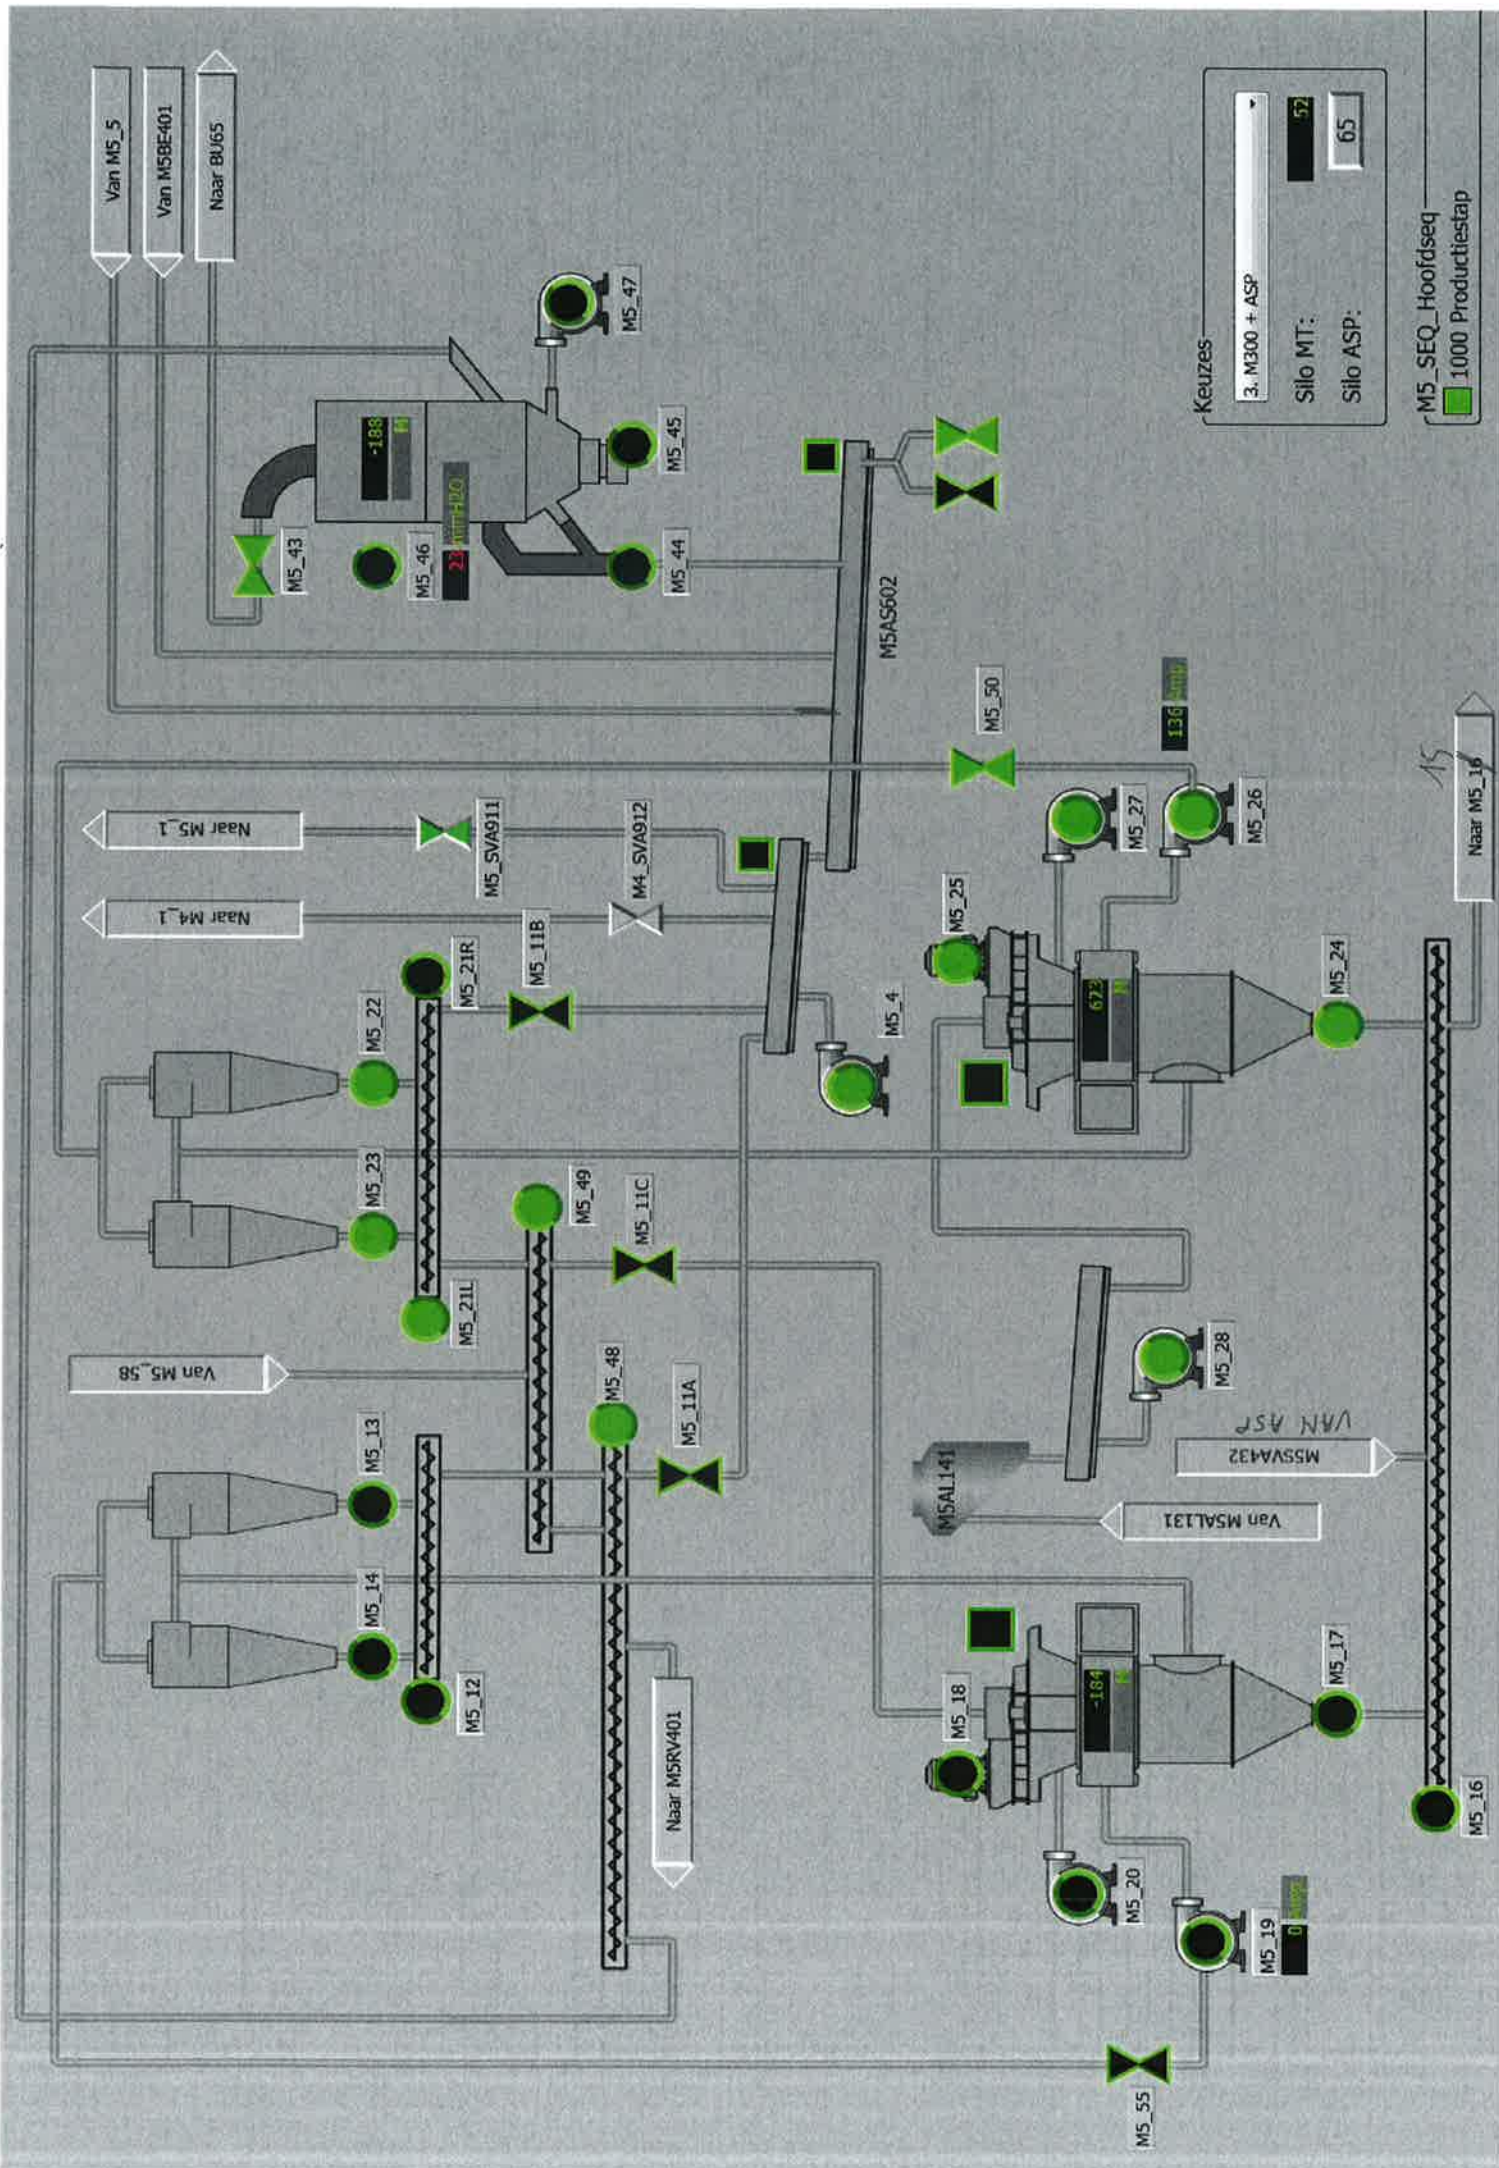 Van M5_5
Van M5BE401
Naar BU65
M5_43
-188
M
M5_46
23 mmH2O
M5_47
M5_45
M5_44
M5AS602
Naar M5_1
Naar M4_1
M5_SVA911
M4_SVA912
M5_21R
M5_11B
M5_22
M5_23
M5_21L
M5_4
M5_49
M5_11C
Van M5_58
M5_48
M5_11A
M5_13
M5_14
M5_12
Naar M5RV401
M5_50
136 Amp
M5_27
M5_26
M5_25
623
M
M5_24
15
Naar M5_16
M5_28
M5AL141
Van M5AL131
VAN ASP
M5SVA432
M5_18
-184
M
M5_17
M5_16
M5_20
M5_19
0 Amp
M5_55
Keuzes
3. M300 + ASP
Silo MT: 52
Silo ASP: 65
M5_SEQ_Hoofdseq
1000 Productiestap